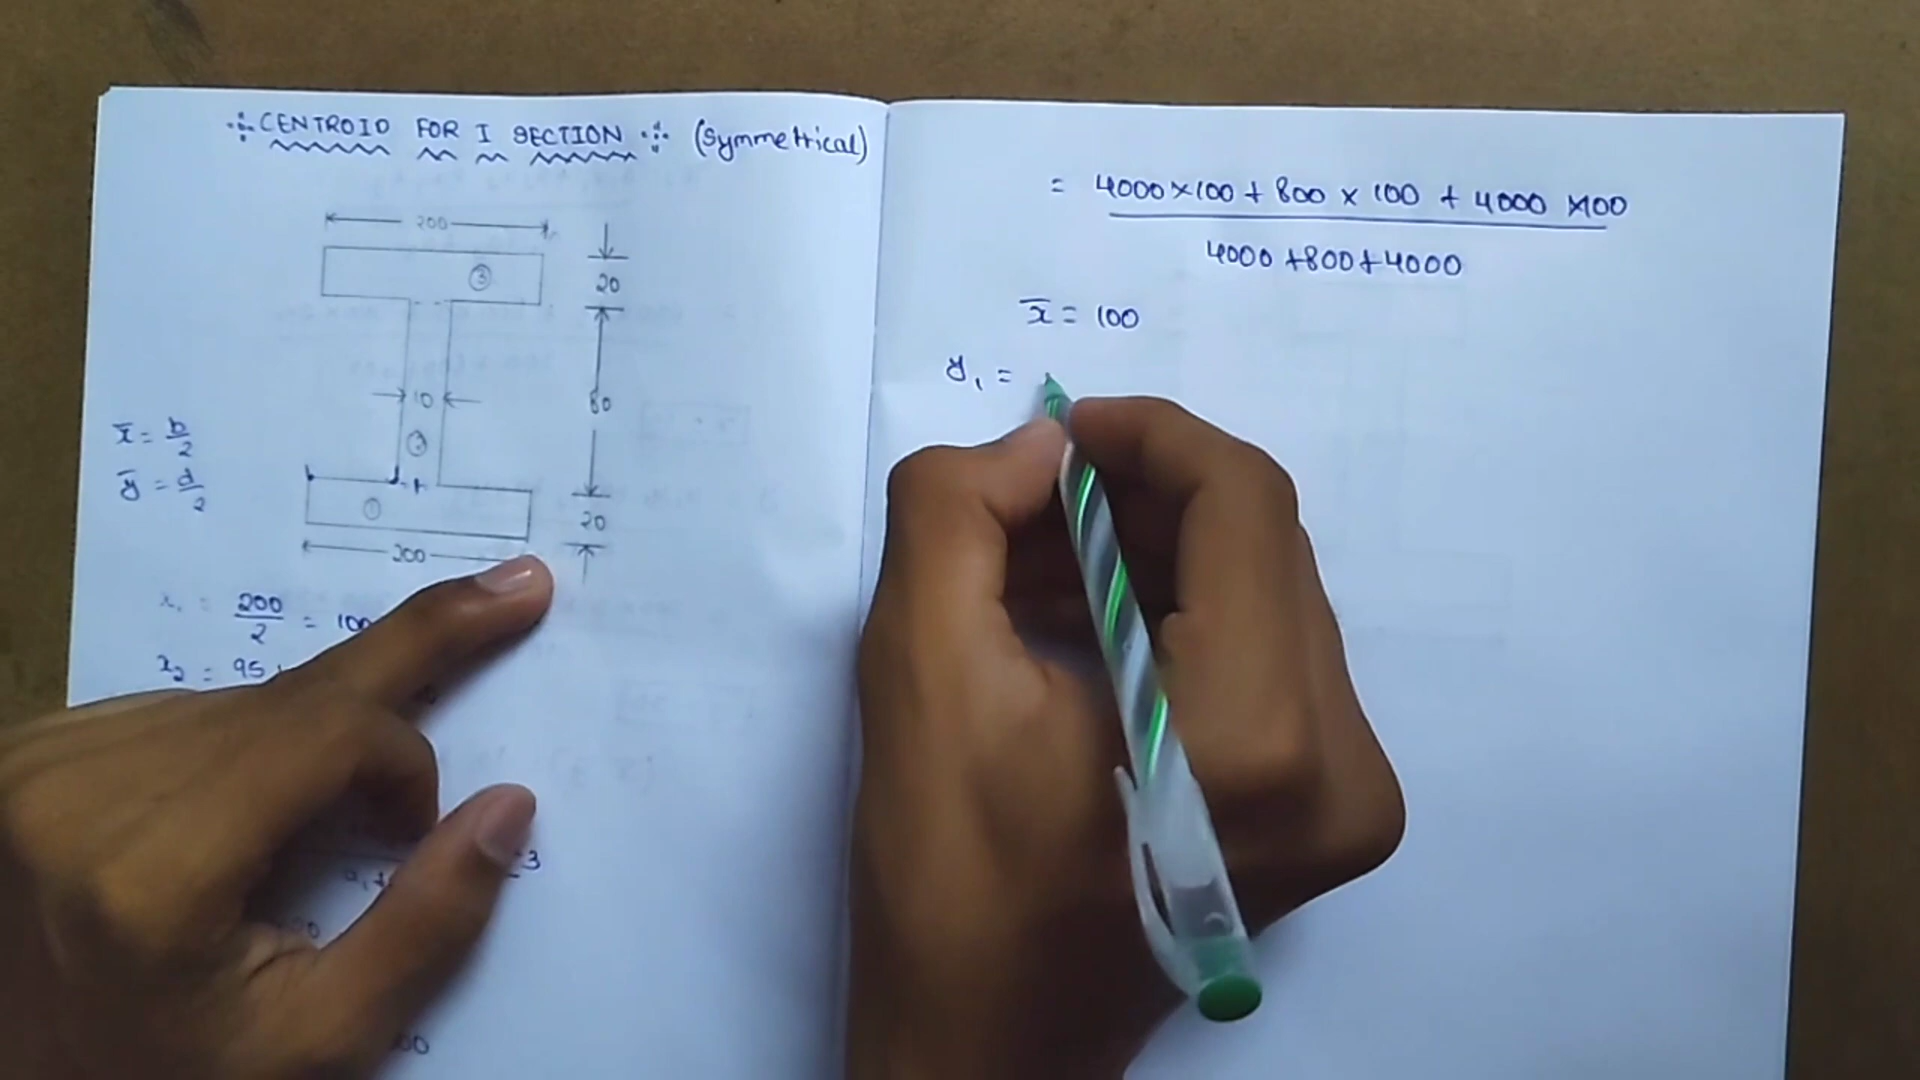 CENTROID FOR I SECTION (Symmetrical)
200
③
20
10
80
②
x̄ = b/2
ȳ = d/2
①
20
200
x₁ = 200/2 = 100
x₂ = 95
= 4000×100 + 800 × 100 + 4000 ×100
4000 +800+4000
x̄ = 100
y₁ =